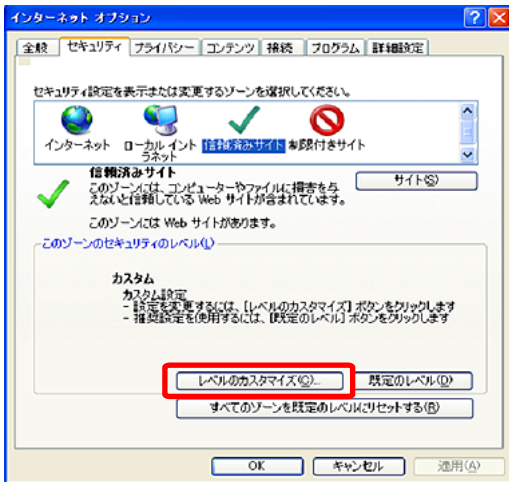 インターネット オプション
全般 セキュリティ プライバシー コンテンツ 接続 プログラム 詳細設定
セキュリティ設定を表示または変更するゾーンを選択してください。
インターネット ローカル イントラネット 信頼済みサイト 制限付きサイト
信頼済みサイト
サイト(S)
このゾーンには、コンピューターやファイルに損害を与
えないと信頼している Web サイトが含まれています。
このゾーンには Web サイトがあります。
このゾーンのセキュリティのレベル(L)
カスタム
カスタム設定
- 設定を変更するには、[レベルのカスタマイズ] ボタンをクリックします
- 推奨設定を使用するには、[既定のレベル] ボタンをクリックします
レベルのカスタマイズ(C)... 既定のレベル(D)
すべてのゾーンを既定のレベルにリセットする(R)
OK キャンセル 適用(A)